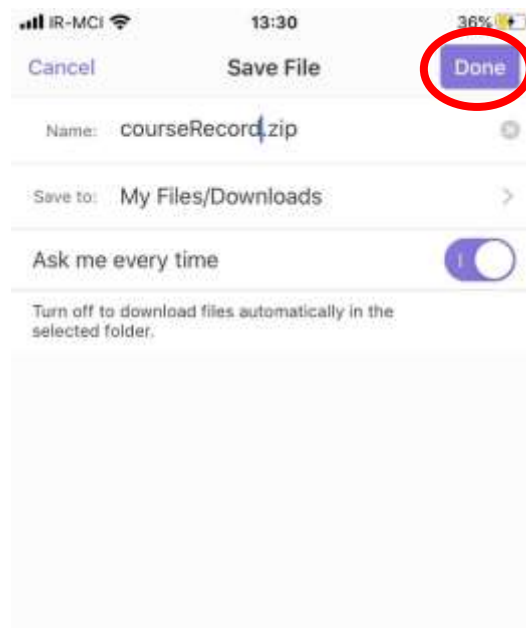 IR-MCI 13:30 36%
Cancel Save File Done
Name: courseRecord.zip
Save to: My Files/Downloads
Ask me every time
Turn off to download files automatically in the
selected folder.